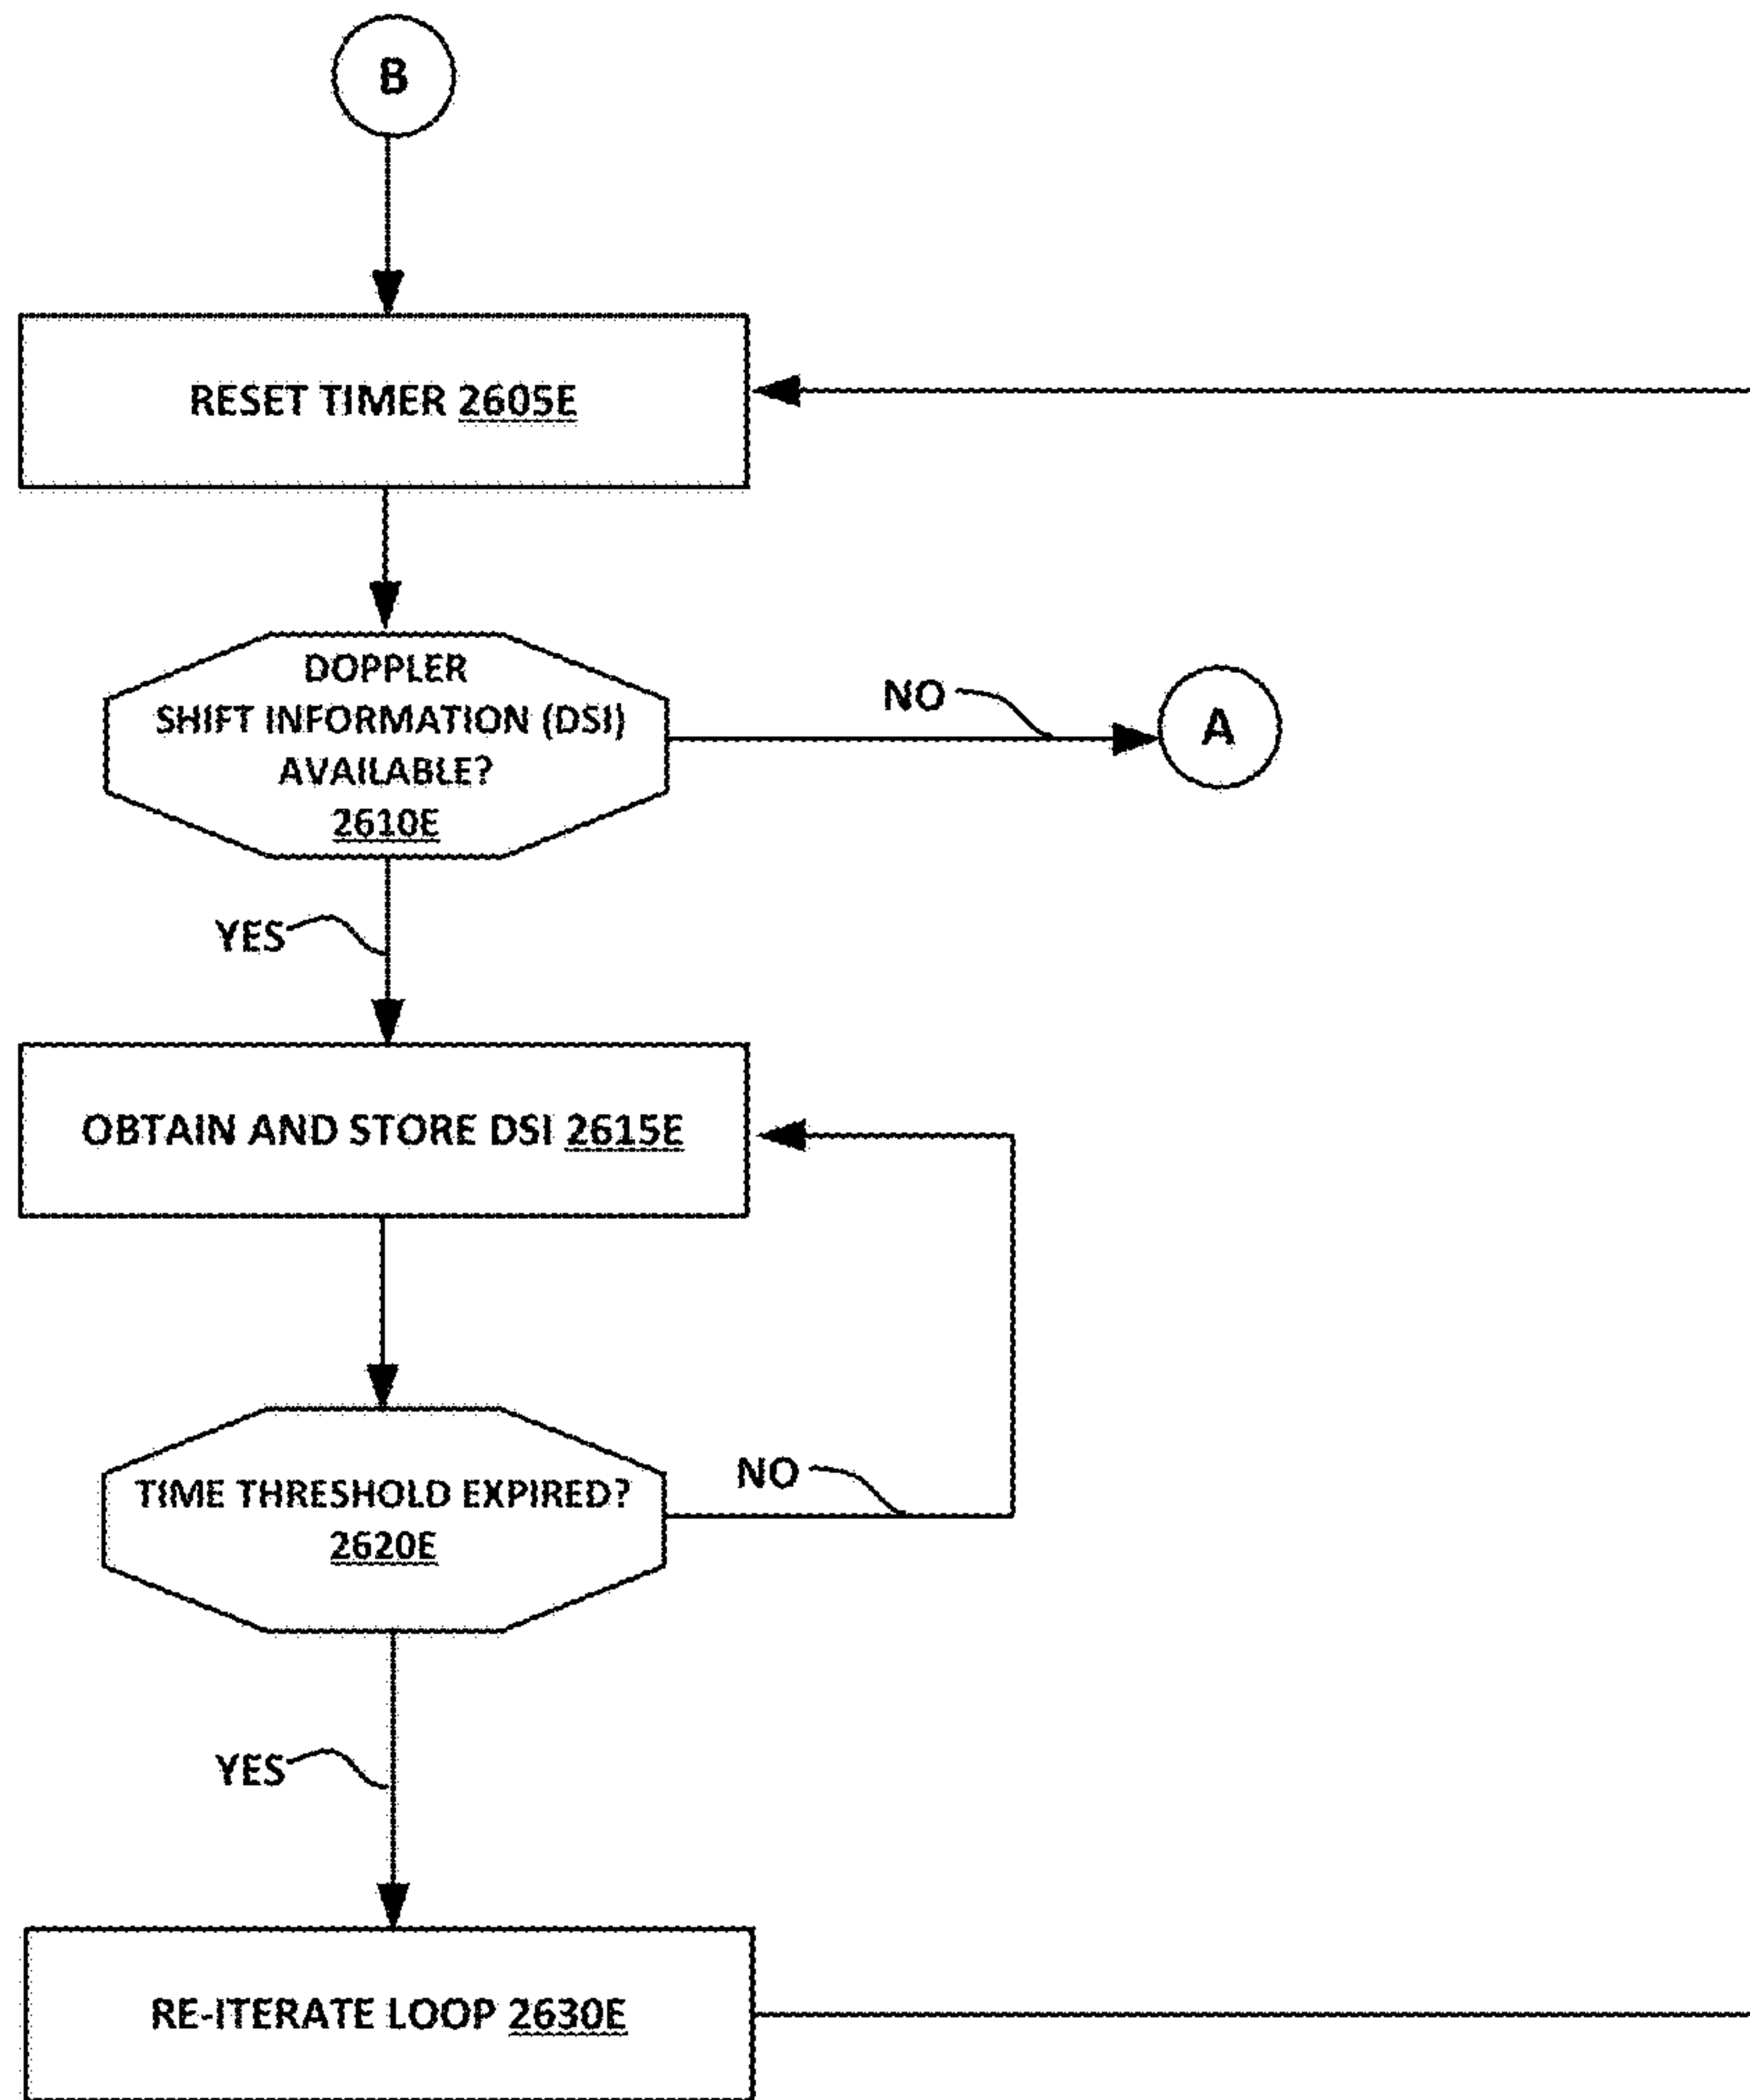 B
RESET TIMER 2605E
DOPPLER
SHIFT INFORMATION (DSI)
AVAILABLE?
2610E
NO
A
YES
OBTAIN AND STORE DSI 2615E
TIME THRESHOLD EXPIRED?
2620E
NO
YES
RE-ITERATE LOOP 2630E